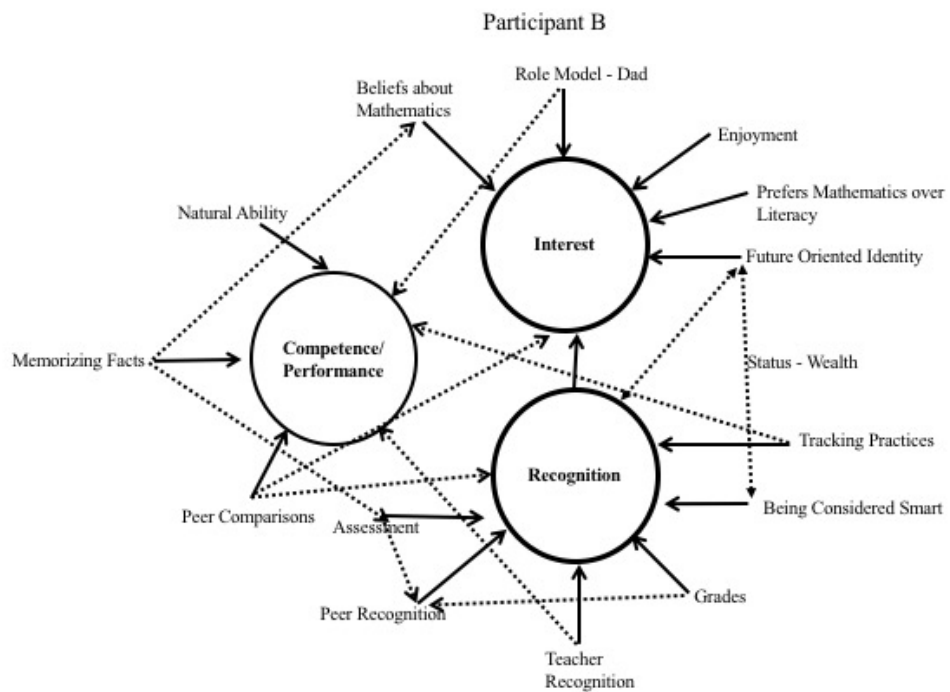 Participant B
Role Model - Dad
Beliefs about
Mathematics
Enjoyment
Prefers Mathematics over
Literacy
Natural Ability
Interest
Future Oriented Identity
Competence/
Performance
Memorizing Facts
Status - Wealth
Tracking Practices
Recognition
Peer Comparisons
Assessment
Being Considered Smart
Peer Recognition
Grades
Teacher
Recognition